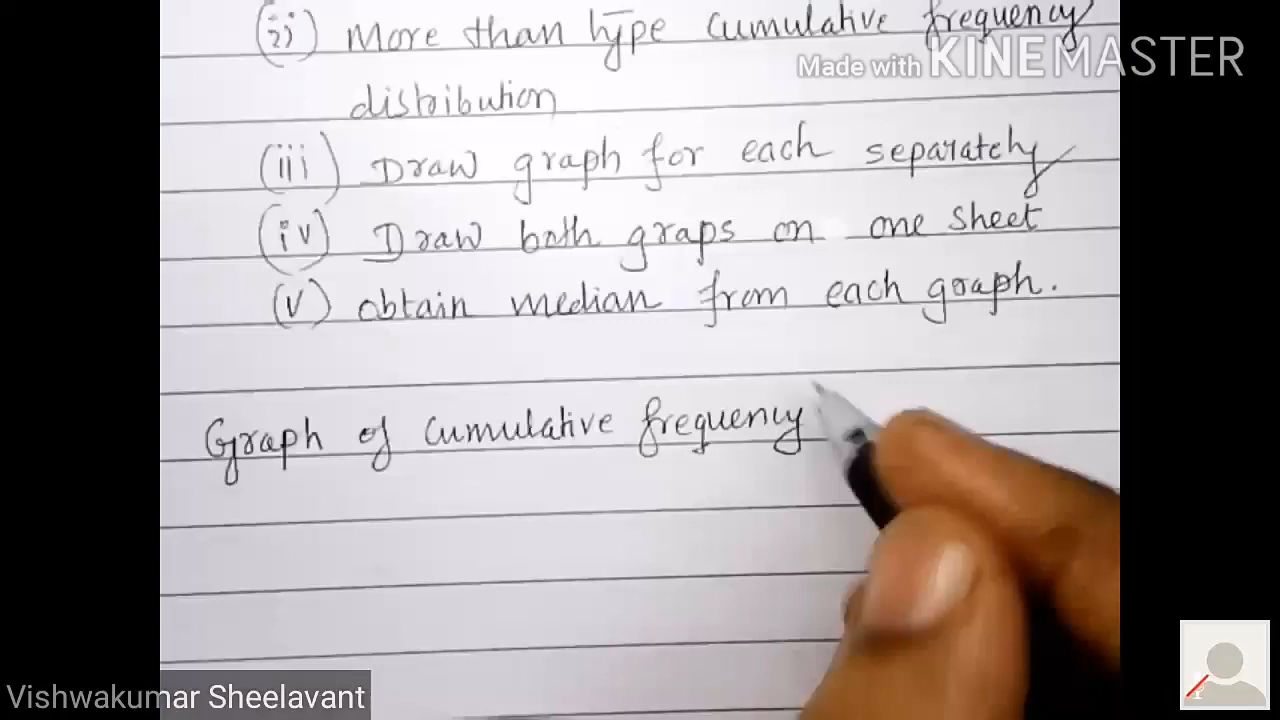 (ii) More than type cumulative frequency
Made with KINEMASTER
distribution
(iii) Draw graph for each separately
(iv) Draw both graps on one sheet
(v) obtain median from each graph.
Graph of cumulative frequency
Vishwakumar Sheelavant